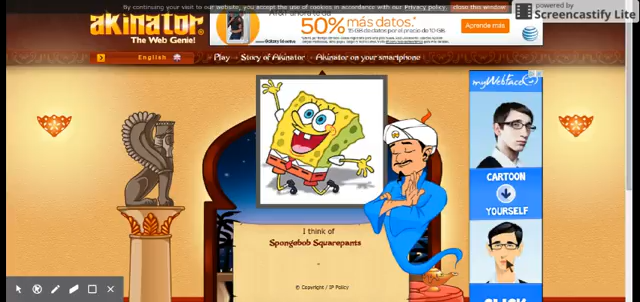 By continuing your visit to our website, you accept the use of cookies in accordance with our Privacy policy. close this window
powered by
Screencastify Lite
akinator®
The Web Genie!
50% más datos.*
Aprende más
AT&T
English
Play
Story of Akinator
Akinator on your smartphone
myWebFace
CARTOON
YOURSELF
CLICK
I think of
Spongebob Squarepants
-
© Copyright / IP Policy